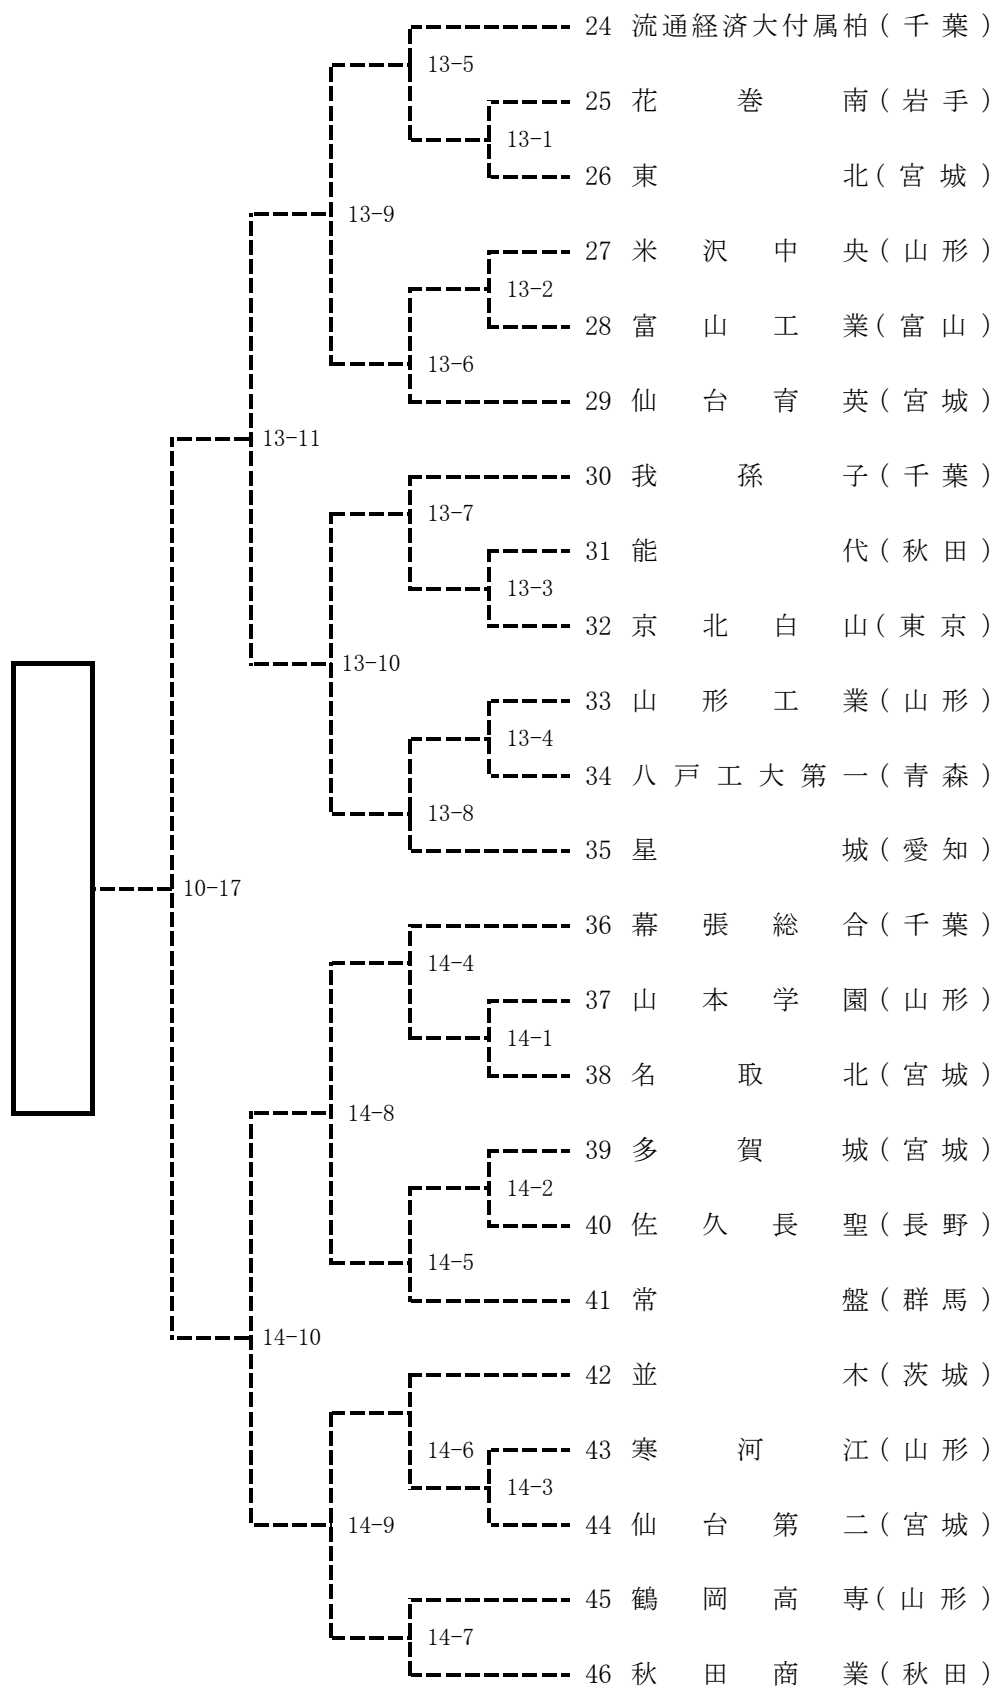 24 流通経済大付属柏(千葉)
13-5
25 花巻南(岩手)
13-1
26 東北(宮城)
13-9
27 米沢中央(山形)
13-2
28 富山工業(富山)
13-6
29 仙台育英(宮城)
13-11
30 我孫子(千葉)
13-7
31 能代(秋田)
13-3
32 京北白山(東京)
13-10
33 山形工業(山形)
13-4
34 八戸工大第一(青森)
13-8
35 星城(愛知)
10-17
36 幕張総合(千葉)
14-4
37 山本学園(山形)
14-1
38 名取北(宮城)
14-8
39 多賀城(宮城)
14-2
40 佐久長聖(長野)
14-5
41 常盤(群馬)
14-10
42 並木(茨城)
14-6
43 寒河江(山形)
14-3
44 仙台第二(宮城)
14-9
45 鶴岡高専(山形)
14-7
46 秋田商業(秋田)